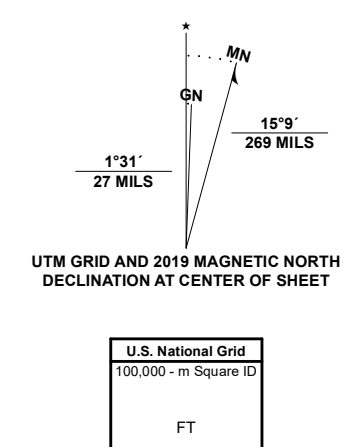 MN
GN
15°9´
269 MILS
1°31´
27 MILS
UTM GRID AND 2019 MAGNETIC NORTH
DECLINATION AT CENTER OF SHEET
U.S. National Grid
100,000 - m Square ID
FT